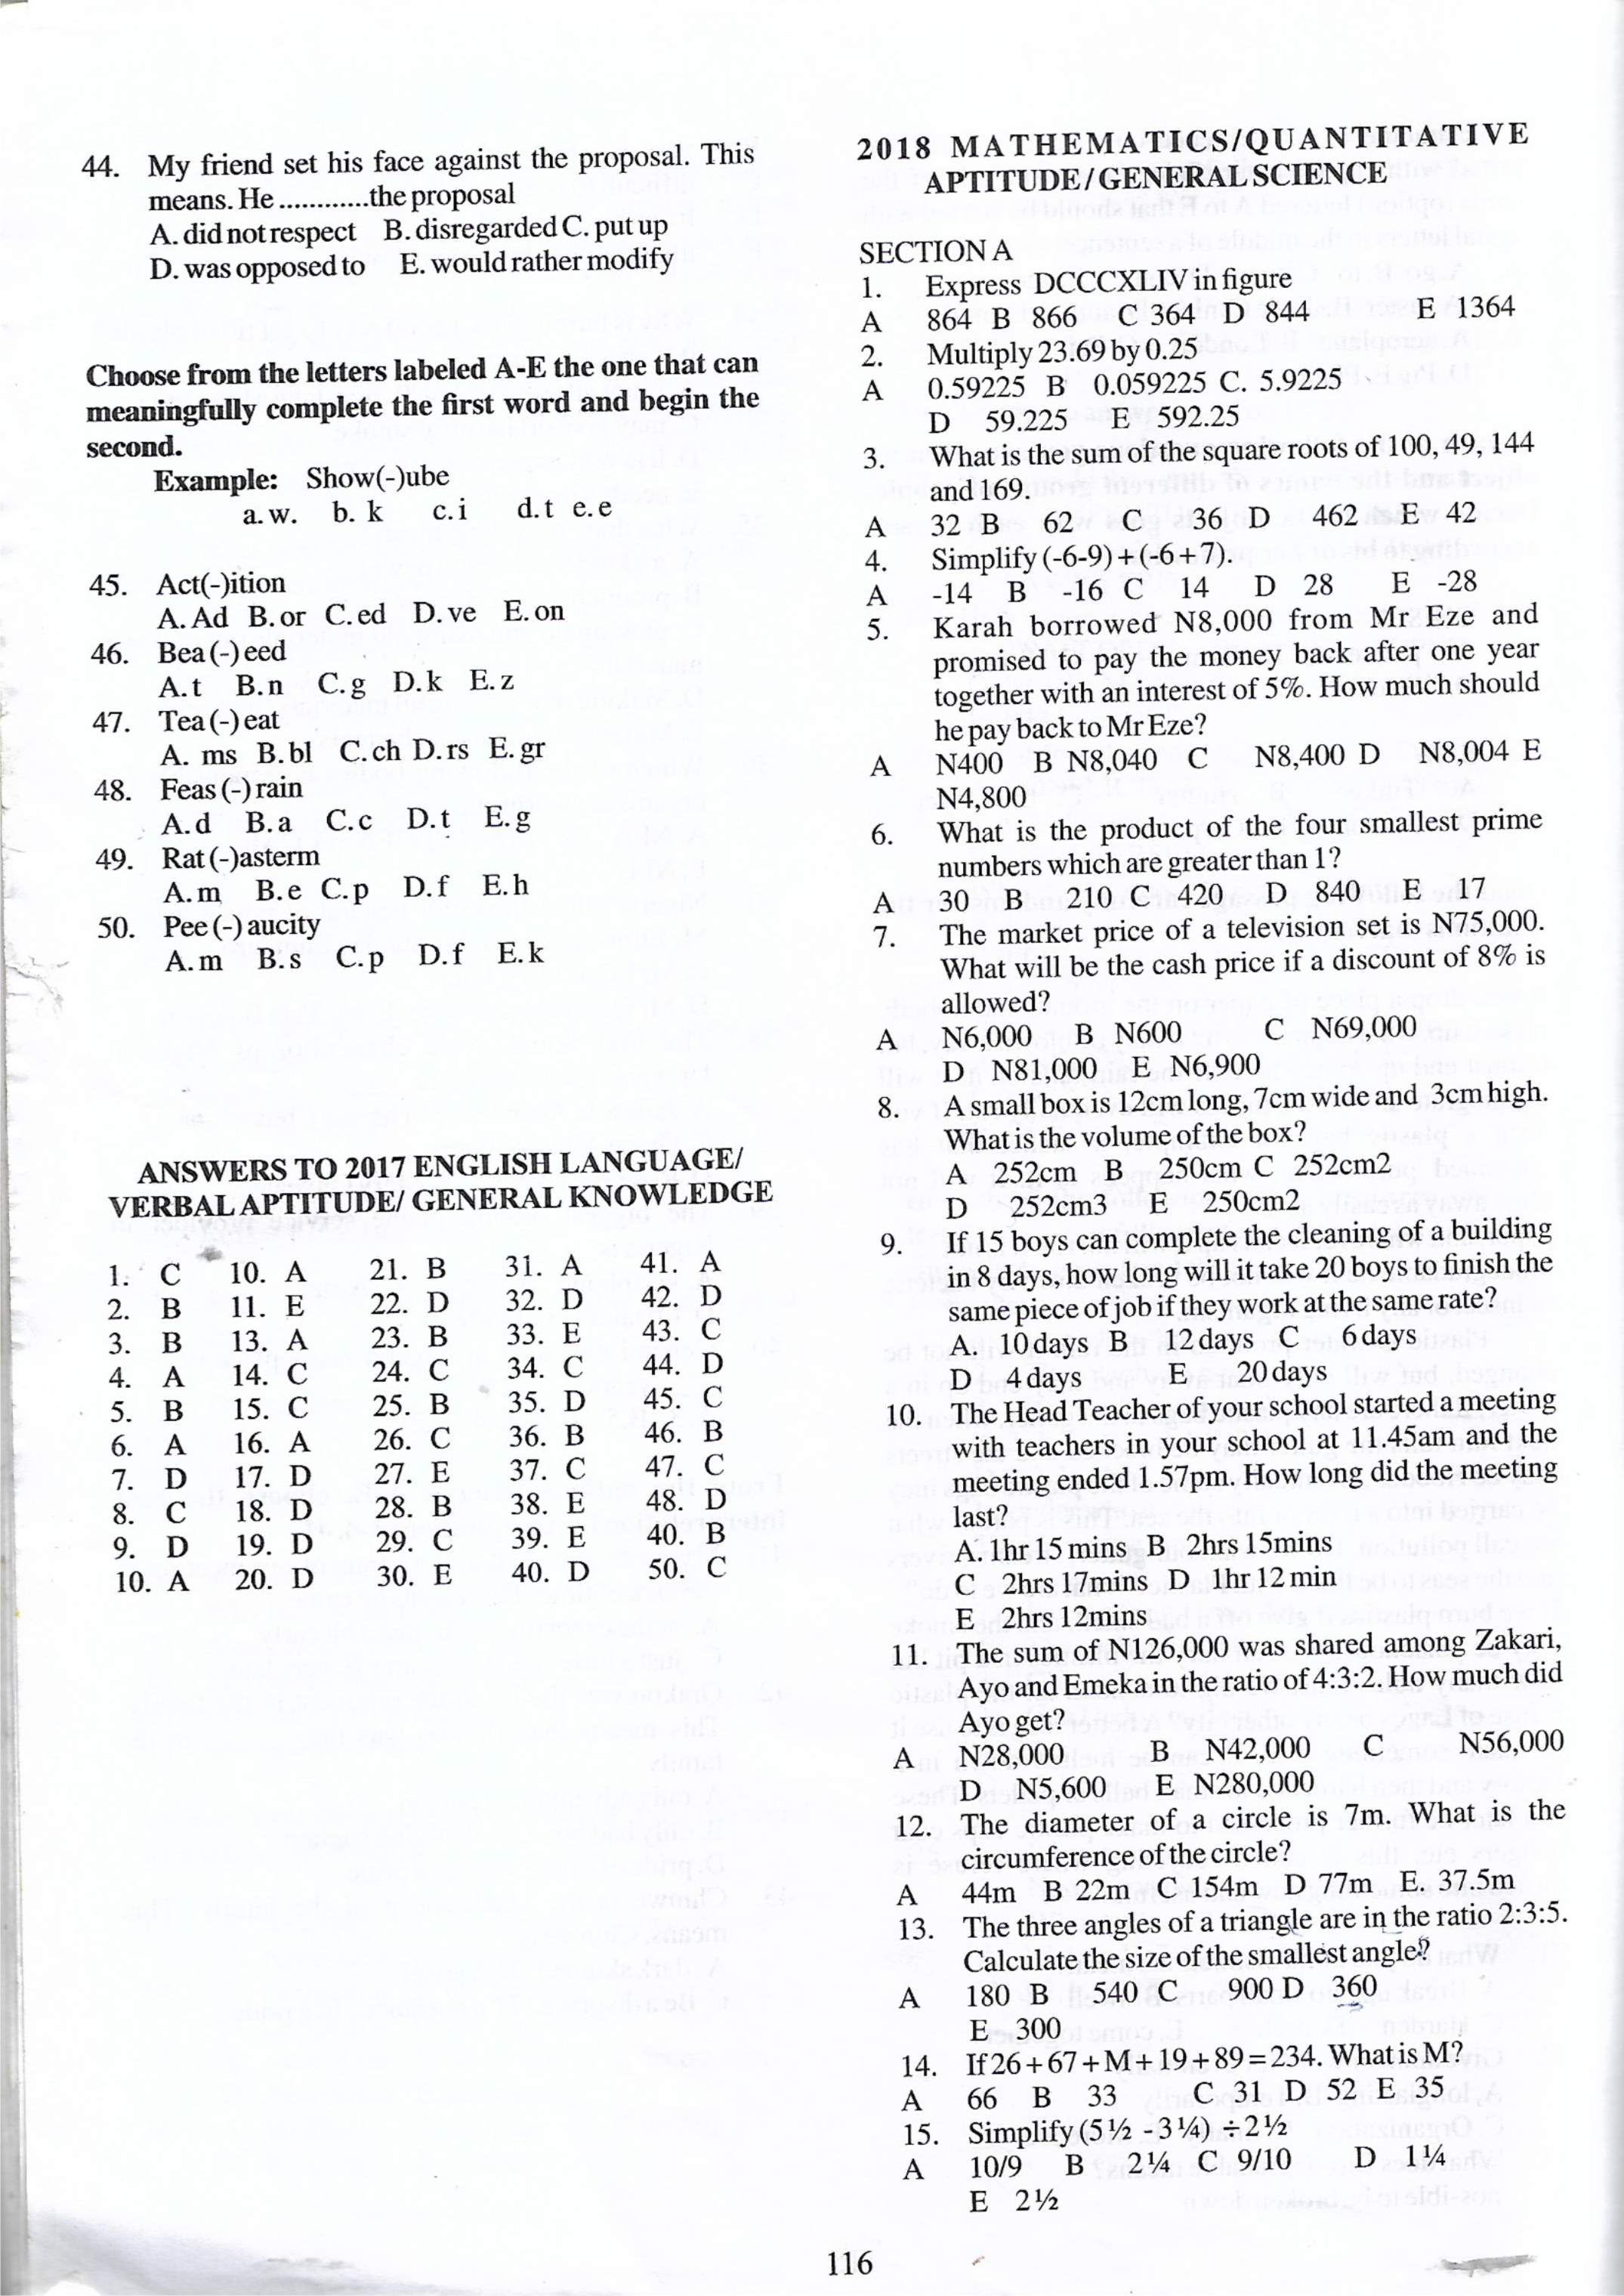 44. My friend set his face against the proposal. This
means. He ............the proposal
A. did not respect B. disregarded C. put up
D. was opposed to E. would rather modify
Choose from the letters labeled A-E the one that can
meaningfully complete the first word and begin the
second.
Example: Show(-)ube
a. w. b. k c. i d. t e. e
45. Act(-)ition
A. Ad B. or C. ed D. ve E. on
46. Bea (-) eed
A. t B. n C. g D. k E. z
47. Tea (-) eat
A. ms B. bl C. ch D. rs E. gr
48. Feas (-) rain
A. d B. a C. c D. t E. g
49. Rat (-)asterm
A. m B. e C. p D. f E. h
50. Pee (-) aucity
A. m B. s C. p D. f E. k
ANSWERS TO 2017 ENGLISH LANGUAGE/
VERBAL APTITUDE/ GENERAL KNOWLEDGE
1. C 10. A 21. B 31. A 41. A
2. B 11. E 22. D 32. D 42. D
3. B 13. A 23. B 33. E 43. C
4. A 14. C 24. C 34. C 44. D
5. B 15. C 25. B 35. D 45. C
6. A 16. A 26. C 36. B 46. B
7. D 17. D 27. E 37. C 47. C
8. C 18. D 28. B 38. E 48. D
9. D 19. D 29. C 39. E 40. B
10. A 20. D 30. E 40. D 50. C
2018 MATHEMATICS/QUANTITATIVE
APTITUDE / GENERAL SCIENCE
SECTION A
1. Express DCCCXLIV in figure
A 864 B 866 C 364 D 844 E 1364
2. Multiply 23.69 by 0.25
A 0.59225 B 0.059225 C. 5.9225
D 59.225 E 592.25
3. What is the sum of the square roots of 100, 49, 144
and 169.
A 32 B 62 C 36 D 462 E 42
4. Simplify (-6-9) + (-6 + 7).
A -14 B -16 C 14 D 28 E -28
5. Karah borrowed N8,000 from Mr Eze and
promised to pay the money back after one year
together with an interest of 5%. How much should
he pay back to Mr Eze?
A N400 B N8,040 C N8,400 D N8,004 E
N4,800
6. What is the product of the four smallest prime
numbers which are greater than 1?
A 30 B 210 C 420 D 840 E 17
7. The market price of a television set is N75,000.
What will be the cash price if a discount of 8% is
allowed?
A N6,000 B N600 C N69,000
D N81,000 E N6,900
8. A small box is 12cm long, 7cm wide and 3cm high.
What is the volume of the box?
A 252cm B 250cm C 252cm2
D 252cm3 E 250cm2
9. If 15 boys can complete the cleaning of a building
in 8 days, how long will it take 20 boys to finish the
same piece of job if they work at the same rate?
A. 10 days B 12 days C 6 days
D 4 days E 20 days
10. The Head Teacher of your school started a meeting
with teachers in your school at 11.45am and the
meeting ended 1.57pm. How long did the meeting
last?
A. 1hr 15 mins B 2hrs 15mins
C 2hrs 17mins D 1hr 12 min
E 2hrs 12mins
11. The sum of N126,000 was shared among Zakari,
Ayo and Emeka in the ratio of 4:3:2. How much did
Ayo get?
A N28,000 B N42,000 C N56,000
D N5,600 E N280,000
12. The diameter of a circle is 7m. What is the
circumference of the circle?
A 44m B 22m C 154m D 77m E. 37.5m
13. The three angles of a triangle are in the ratio 2:3:5.
Calculate the size of the smallest angle?
A 180 B 540 C 900 D 360
E 300
14. If 26 + 67 + M + 19 + 89 = 234. What is M?
A 66 B 33 C 31 D 52 E 35
15. Simplify (5 ½ - 3 ¼) ÷ 2 ½
A 10/9 B 2¼ C 9/10 D 1¼
E 2½
116